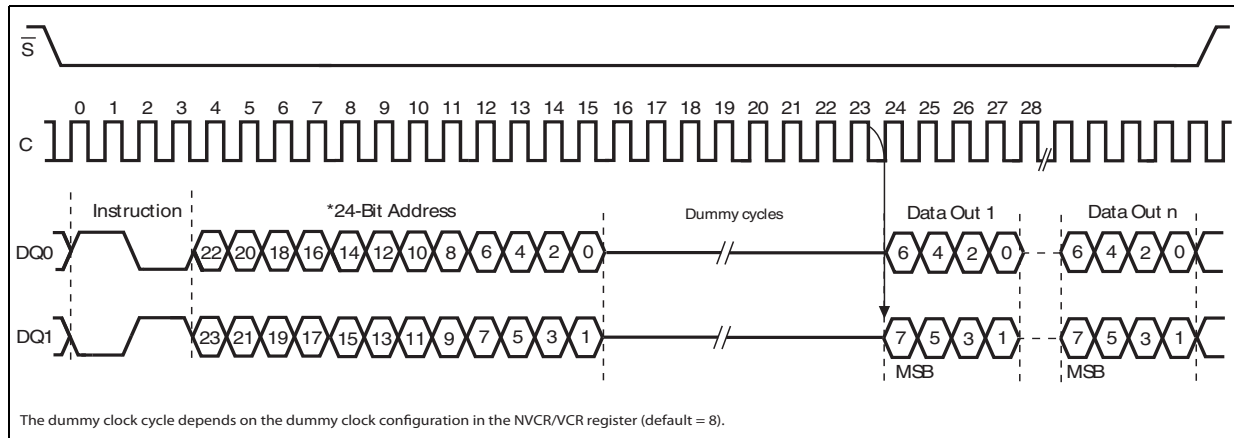 S
0 1 2 3 4 5 6 7 8 9 10 11 12 13 14 15 16 17 18 19 20 21 22 23 24 25 26 27 28
C
Instruction *24-Bit Address Dummy cycles Data Out 1 Data Out n
DQ0 22 20 18 16 14 12 10 8 6 4 2 0 6 4 2 0 6 4 2 0
DQ1 23 21 19 17 15 13 11 9 7 5 3 1 7 5 3 1 7 5 3 1
MSB MSB
The dummy clock cycle depends on the dummy clock configuration in the NVCR/VCR register (default = 8).